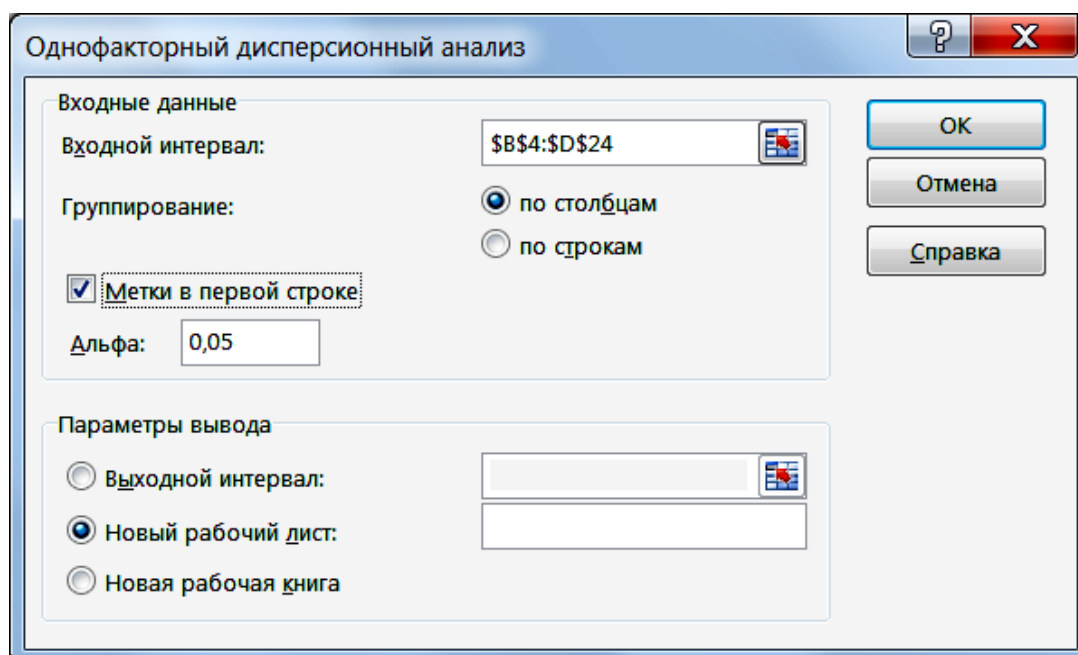 Однофакторный дисперсионный анализ
Входные данные
Входной интервал: $B$4:$D$24
Группирование: по столбцам
по строкам
Метки в первой строке
Альфа: 0,05
OK
Отмена
Справка
Параметры вывода
Выходной интервал:
Новый рабочий лист:
Новая рабочая книга